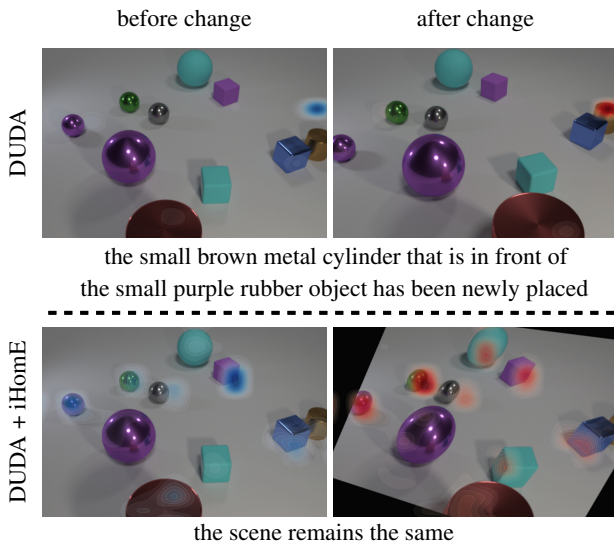 before change
after change
DUDA
the small brown metal cylinder that is in front of
the small purple rubber object has been newly placed
DUDA + iHomE
the scene remains the same